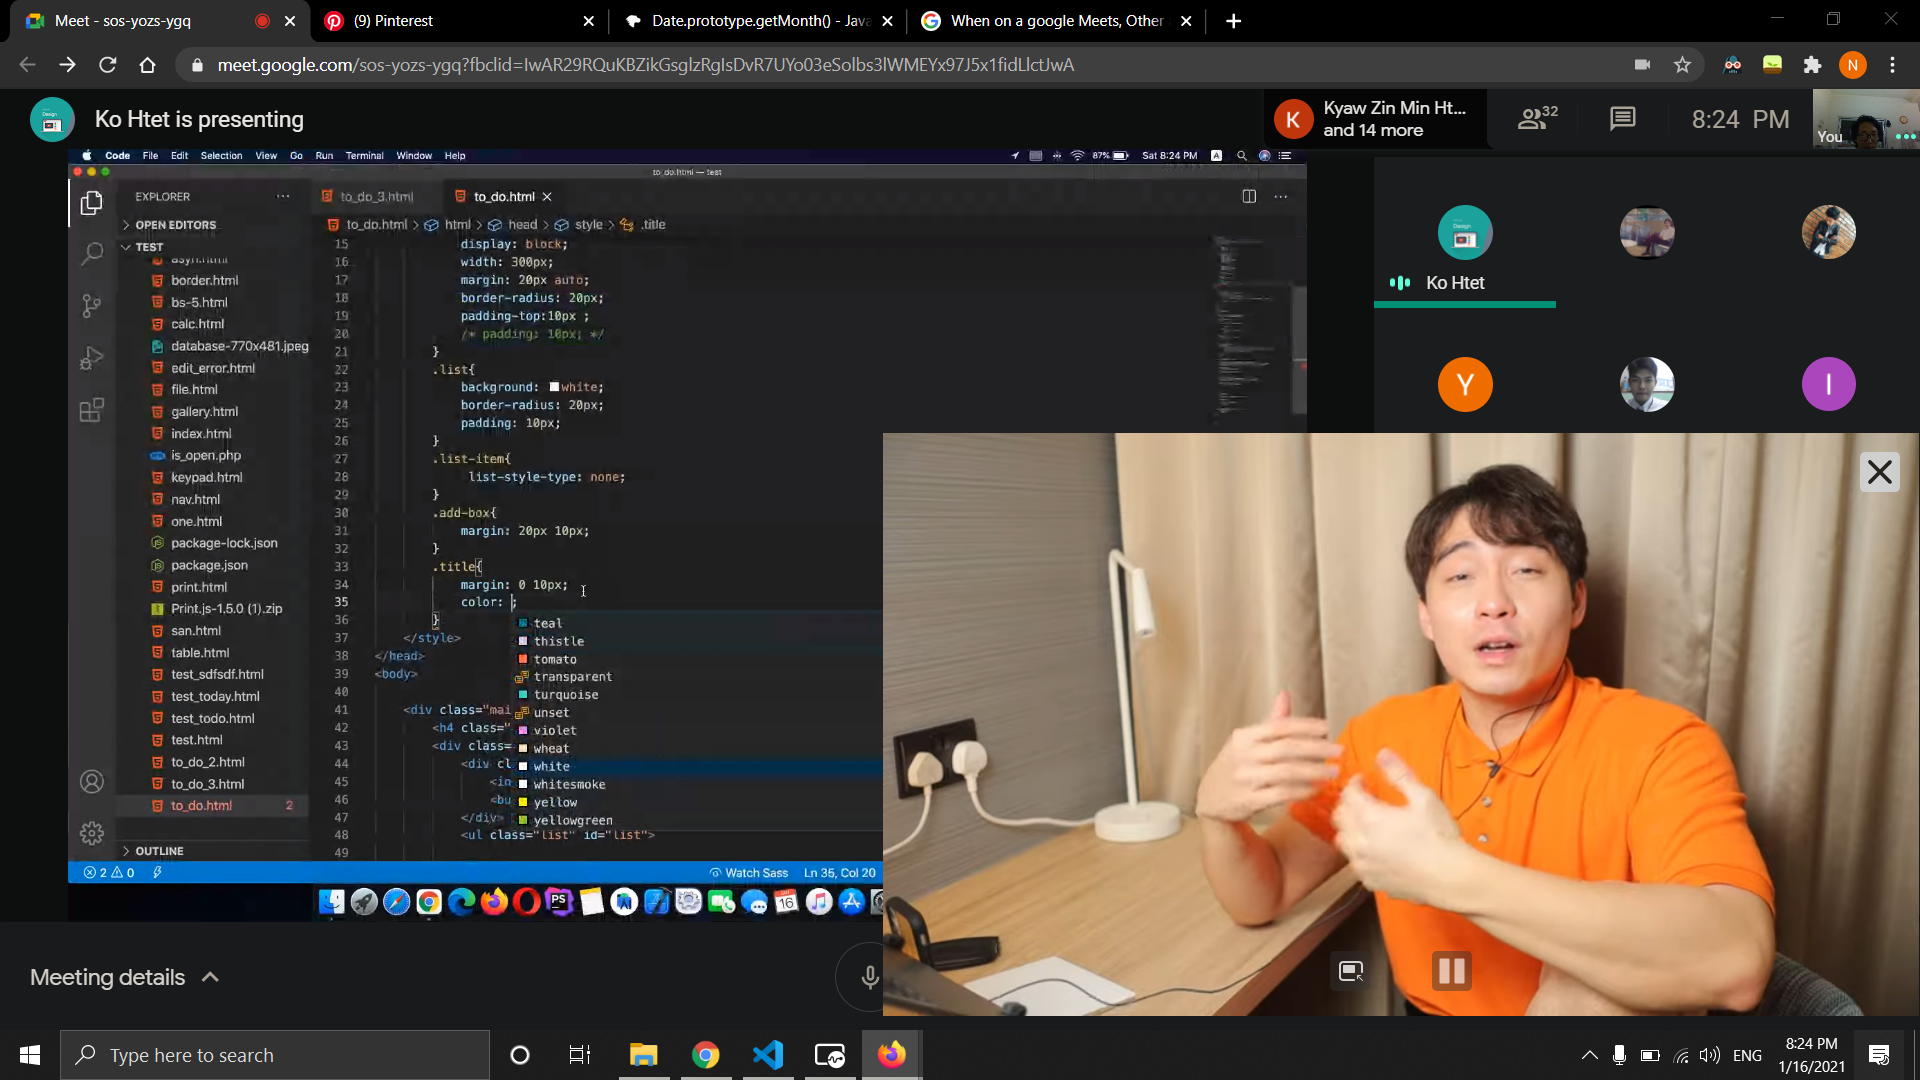 Meet - sos-yozs-ygq
(9) Pinterest
Date.prototype.getMonth() - Java
When on a google Meets, Other
meet.google.com/sos-yozs-ygq?fbclid=IwAR29RQuKBZikGsglzRgIsDvR7UYo03eSolbs3lWMEYx97J5x1fidLlctJwA
N
Ko Htet is presenting
K
Kyaw Zin Min Ht...
and 14 more
32
8:24 PM
You
Code File Edit Selection View Go Run Terminal Window Help
87% Sat 8:24 PM A
to_do.html — test
EXPLORER
OPEN EDITORS
TEST
border.html
bs-5.html
calc.html
database-770x481.jpeg
edit_error.html
file.html
gallery.html
index.html
is_open.php
keypad.html
nav.html
one.html
package-lock.json
package.json
print.html
Print.js-1.5.0 (1).zip
san.html
table.html
test_sdfsdf.html
test_today.html
test_todo.html
test.html
to_do_2.html
to_do_3.html
to_do.html 2
OUTLINE
to_do_3.html
to_do.html
to_do.html > html > head > style > .title
15 display: block;
16 width: 300px;
17 margin: 20px auto;
18 border-radius: 20px;
19 padding-top:10px ;
20 /* padding: 10px; */
21 }
22 .list{
23 background: white;
24 border-radius: 20px;
25 padding: 10px;
26 }
27 .list-item{
28 list-style-type: none;
29 }
30 .add-box{
31 margin: 20px 10px;
32 }
33 .title{
34 margin: 0 10px;
35 color: ;
36 }
37 </style>
38 </head>
39 <body>
40
41 <div class="mai
42 <h4 class="
43 <div class=
44 <div cl
45 <in
46 <bu
47 </div>
48 <ul class="list" id="list">
49
teal
thistle
tomato
transparent
turquoise
unset
violet
wheat
white
whitesmoke
yellow
yellowgreen
2 0
Watch Sass Ln 35, Col 20
PS
16
Design
Ko Htet
Y
I
Meeting details
Type here to search
ENG
8:24 PM
1/16/2021